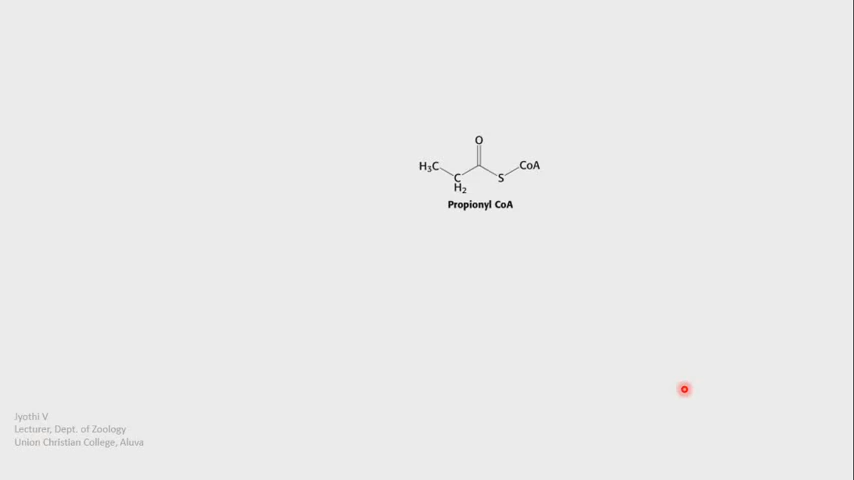 O
H₃C
C
H₂
S
CoA
Propionyl CoA
Jyothi V
Lecturer, Dept. of Zoology
Union Christian College, Aluva